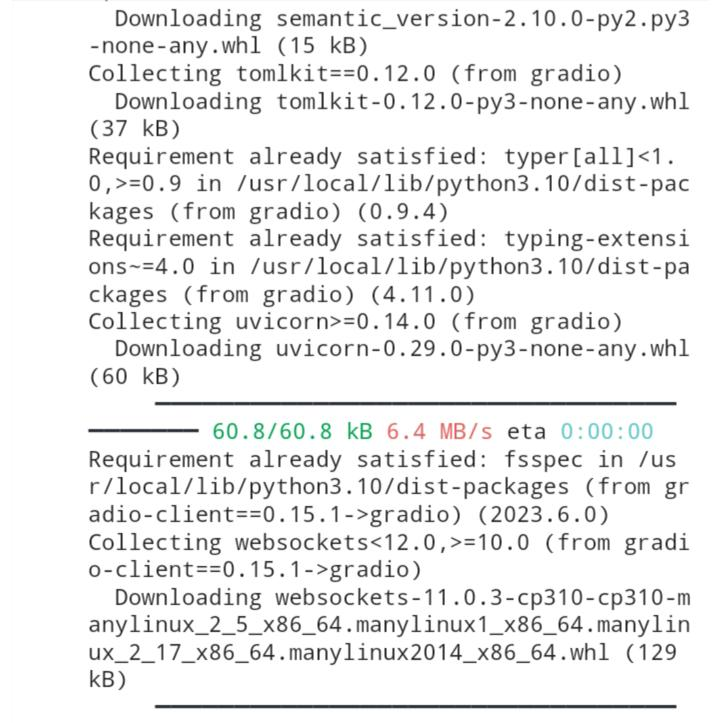 Downloading semantic_version-2.10.0-py2.py3
-none-any.whl (15 kB)
Collecting tomlkit==0.12.0 (from gradio)
Downloading tomlkit-0.12.0-py3-none-any.whl
(37 kB)
Requirement already satisfied: typer[all]<1.
0,>=0.9 in /usr/local/lib/python3.10/dist-pac
kages (from gradio) (0.9.4)
Requirement already satisfied: typing-extensi
ons~=4.0 in /usr/local/lib/python3.10/dist-pa
ckages (from gradio) (4.11.0)
Collecting uvicorn>=0.14.0 (from gradio)
Downloading uvicorn-0.29.0-py3-none-any.whl
(60 kB)
60.8/60.8 kB 6.4 MB/s eta 0:00:00
Requirement already satisfied: fsspec in /us
r/local/lib/python3.10/dist-packages (from gr
adio-client==0.15.1->gradio) (2023.6.0)
Collecting websockets<12.0,>=10.0 (from gradi
o-client==0.15.1->gradio)
Downloading websockets-11.0.3-cp310-cp310-m
anylinux_2_5_x86_64.manylinux1_x86_64.manylin
ux_2_17_x86_64.manylinux2014_x86_64.whl (129
kB)